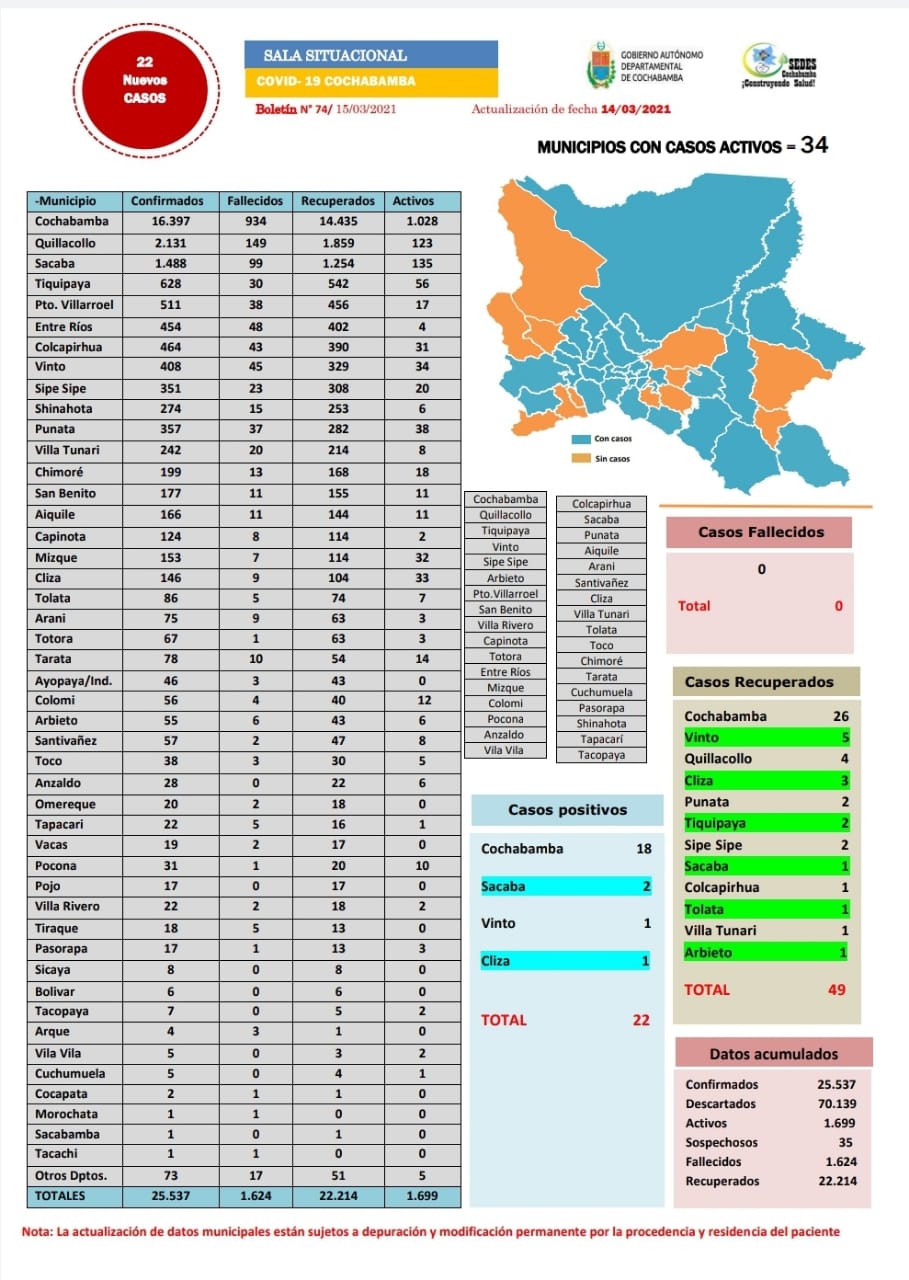 22
Nuevos
CASOS
SALA SITUACIONAL
COVID- 19 COCHABAMBA
Boletín N° 74/ 15/03/2021
Actualización de fecha 14/03/2021
GOBIERNO AUTÓNOMO
DEPARTAMENTAL
DE COCHABAMBA
SEDES
Cochabamba
¡Construyendo Salud!
MUNICIPIOS CON CASOS ACTIVOS = 34
-Municipio Confirmados Fallecidos Recuperados Activos
Cochabamba 16.397 934 14.435 1.028
Quillacollo 2.131 149 1.859 123
Sacaba 1.488 99 1.254 135
Tiquipaya 628 30 542 56
Pto. Villarroel 511 38 456 17
Entre Ríos 454 48 402 4
Colcapirhua 464 43 390 31
Vinto 408 45 329 34
Sipe Sipe 351 23 308 20
Shinahota 274 15 253 6
Punata 357 37 282 38
Villa Tunari 242 20 214 8
Chimoré 199 13 168 18
San Benito 177 11 155 11
Aiquile 166 11 144 11
Capinota 124 8 114 2
Mizque 153 7 114 32
Cliza 146 9 104 33
Tolata 86 5 74 7
Arani 75 9 63 3
Totora 67 1 63 3
Tarata 78 10 54 14
Ayopaya/Ind. 46 3 43 0
Colomi 56 4 40 12
Arbieto 55 6 43 6
Santivañez 57 2 47 8
Toco 38 3 30 5
Anzaldo 28 0 22 6
Omereque 20 2 18 0
Tapacari 22 5 16 1
Vacas 19 2 17 0
Pocona 31 1 20 10
Pojo 17 0 17 0
Villa Rivero 22 2 18 2
Tiraque 18 5 13 0
Pasorapa 17 1 13 3
Sicaya 8 0 8 0
Bolivar 6 0 6 0
Tacopaya 7 0 5 2
Arque 4 3 1 0
Vila Vila 5 0 3 2
Cuchumuela 5 0 4 1
Cocapata 2 1 1 0
Morochata 1 1 0 0
Sacabamba 1 0 1 0
Tacachi 1 1 0 0
Otros Dptos. 73 17 51 5
TOTALES 25.537 1.624 22.214 1.699
Con casos
Sin casos
Cochabamba
Quillacollo
Tiquipaya
Vinto
Sipe Sipe
Arbieto
Pto.Villarroel
San Benito
Villa Rivero
Capinota
Totora
Entre Ríos
Mizque
Colomi
Pocona
Anzaldo
Vila Vila
Colcapirhua
Sacaba
Punata
Aiquile
Arani
Santivañez
Cliza
Villa Tunari
Tolata
Toco
Chimoré
Tarata
Cuchumuela
Pasorapa
Shinahota
Tapacarí
Tacopaya
Casos positivos
Cochabamba 18
Sacaba 2
Vinto 1
Cliza 1
TOTAL 22
Casos Fallecidos
0
Total 0
Casos Recuperados
Cochabamba 26
Vinto 5
Quillacollo 4
Cliza 3
Punata 2
Tiquipaya 2
Sipe Sipe 2
Sacaba 1
Colcapirhua 1
Tolata 1
Villa Tunari 1
Arbieto 1
TOTAL 49
Datos acumulados
Confirmados 25.537
Descartados 70.139
Activos 1.699
Sospechosos 35
Fallecidos 1.624
Recuperados 22.214
Nota: La actualización de datos municipales están sujetos a depuración y modificación permanente por la procedencia y residencia del paciente